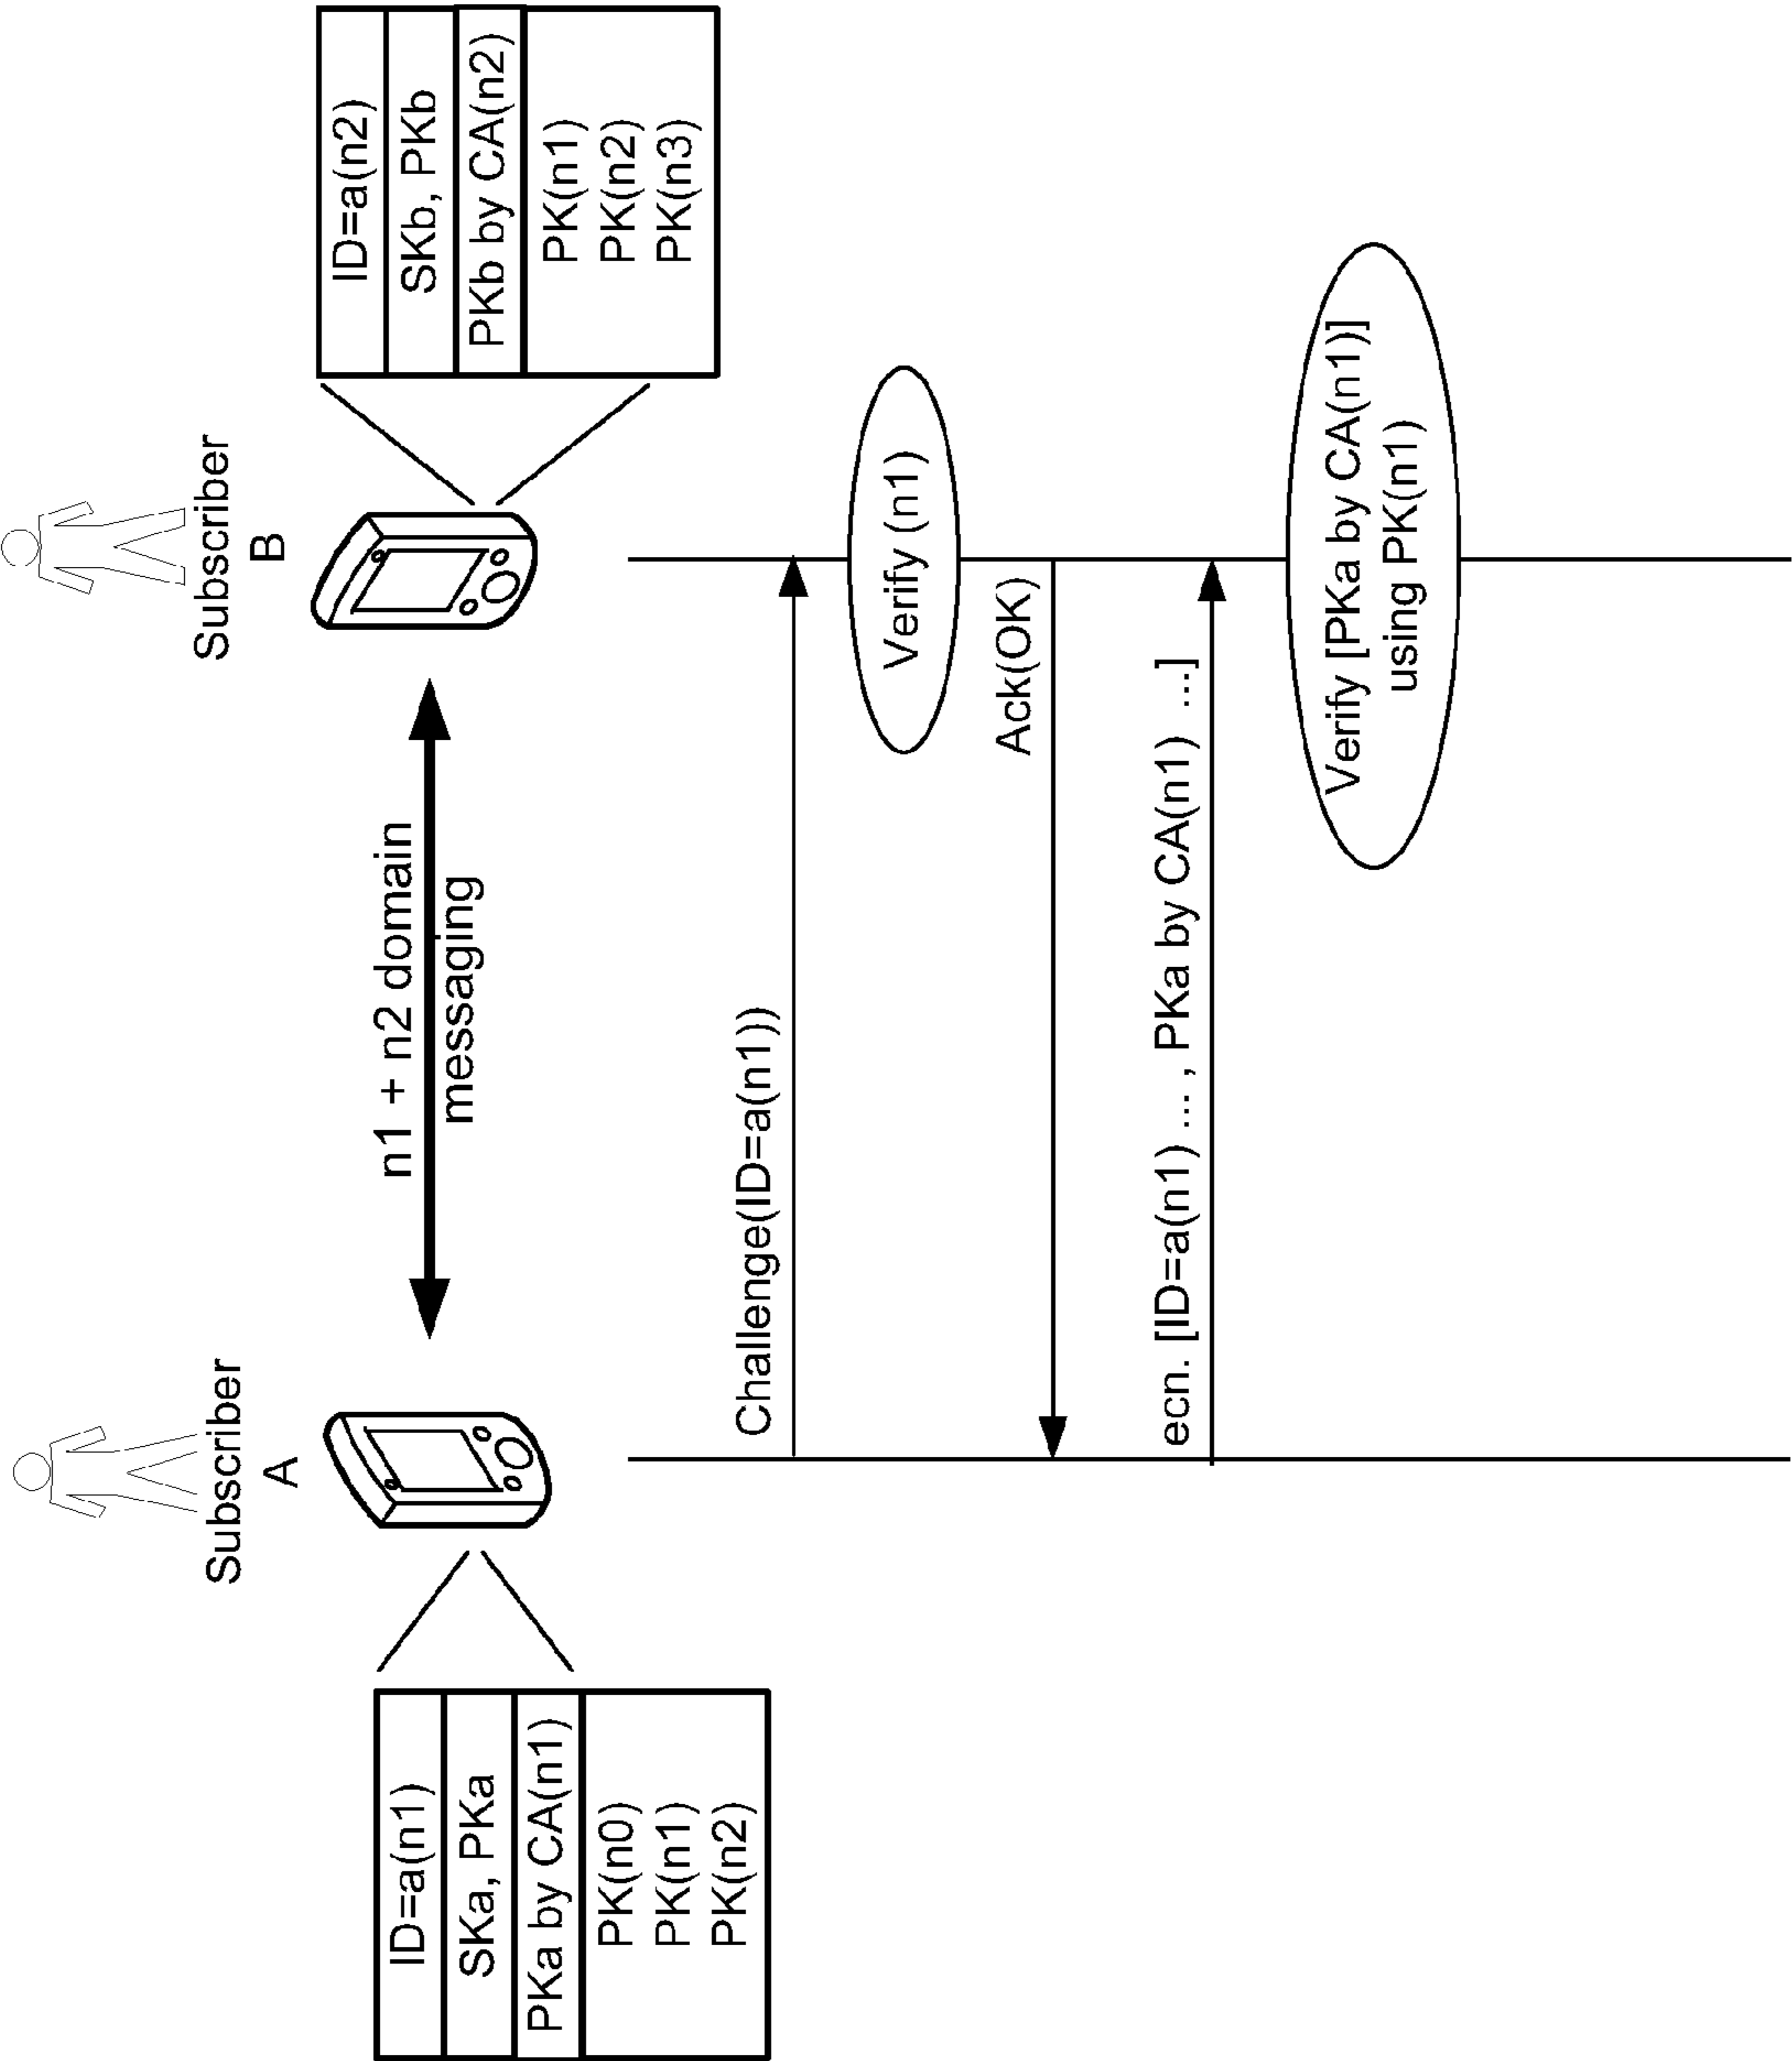 Subscriber
A
Subscriber
B
n1 + n2 domain
messaging
ID=a(n1)
SKa, PKa
PKa by CA(n1)
PK(n0)
PK(n1)
PK(n2)
ID=a(n2)
SKb, PKb
PKb by CA(n2)
PK(n1)
PK(n2)
PK(n3)
Challenge(ID=a(n1))
Verify (n1)
Ack(OK)
ecn. [ID=a(n1) ... , PKa by CA(n1) ...]
Verify [PKa by CA(n1)]
using PK(n1)